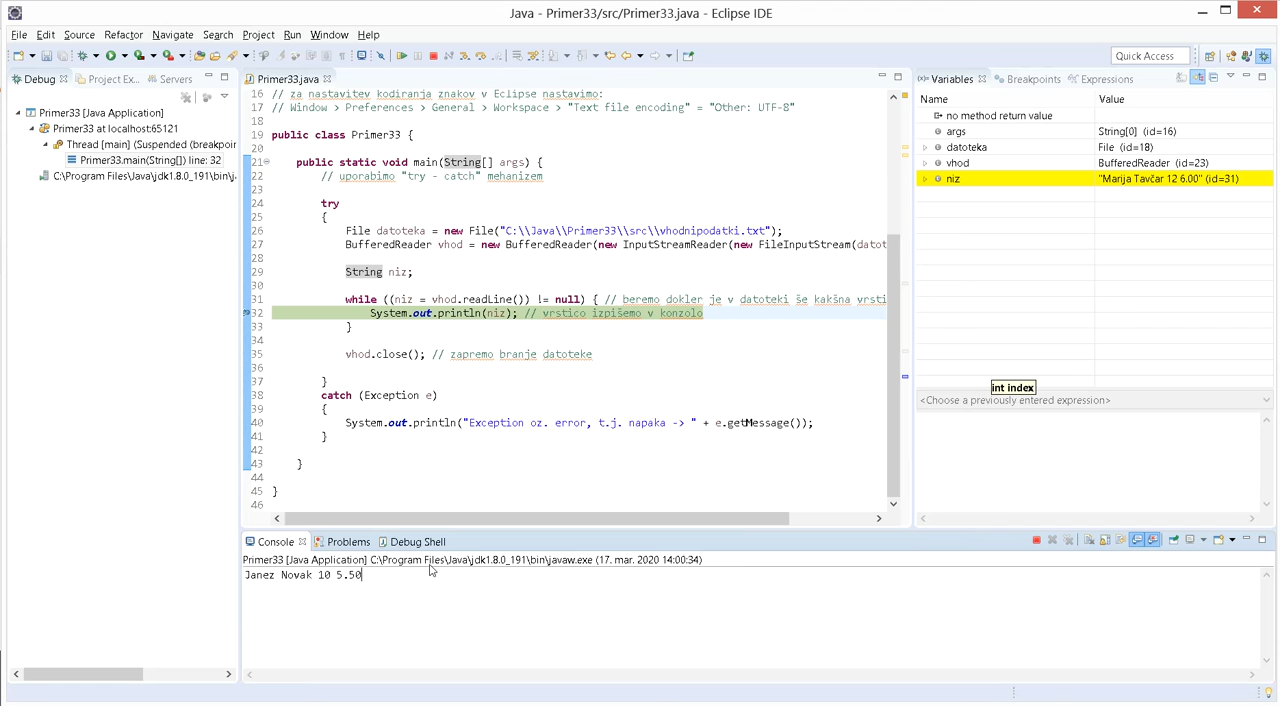 Java - Primer33/src/Primer33.java - Eclipse IDE
File Edit Source Refactor Navigate Search Project Run Window Help
Quick Access
Debug Project Ex... Servers
Primer33 [Java Application]
Primer33 at localhost:65121
Thread [main] (Suspended (breakpoin
Primer33.main(String[]) line: 32
C:\Program Files\Java\jdk1.8.0_191\bin\j
Primer33.java
16 // za nastavitev kodiranja znakov v Eclipse nastavimo:
17 // Window > Preferences > General > Workspace > "Text file encoding" = "Other: UTF-8"
18
19 public class Primer33 {
20
21 public static void main(String[] args) {
22 // uporabimo "try - catch" mehanizem
23
24 try
25 {
26 File datoteka = new File("C:\\Java\\Primer33\\src\\vhodnipodatki.txt");
27 BufferedReader vhod = new BufferedReader(new InputStreamReader(new FileInputStream(datot
28
29 String niz;
30
31 while ((niz = vhod.readLine()) != null) { // beremo dokler je v datoteki še kakšna vrsti
32 System.out.println(niz); // vrstico izpišemo v konzolo
33 }
34
35 vhod.close(); // zapremo branje datoteke
36
37 }
38 catch (Exception e)
39 {
40 System.out.println("Exception oz. error, t.j. napaka -> " + e.getMessage());
41 }
42
43 }
44
45 }
46
Variables Breakpoints Expressions
Name Value
no method return value
args String[0] (id=16)
datoteka File (id=18)
vhod BufferedReader (id=23)
niz "Marija Tavčar 12 6.00" (id=31)
int index
<Choose a previously entered expression>
Console Problems Debug Shell
Primer33 [Java Application] C:\Program Files\Java\jdk1.8.0_191\bin\javaw.exe (17. mar. 2020 14:00:34)
Janez Novak 10 5.50